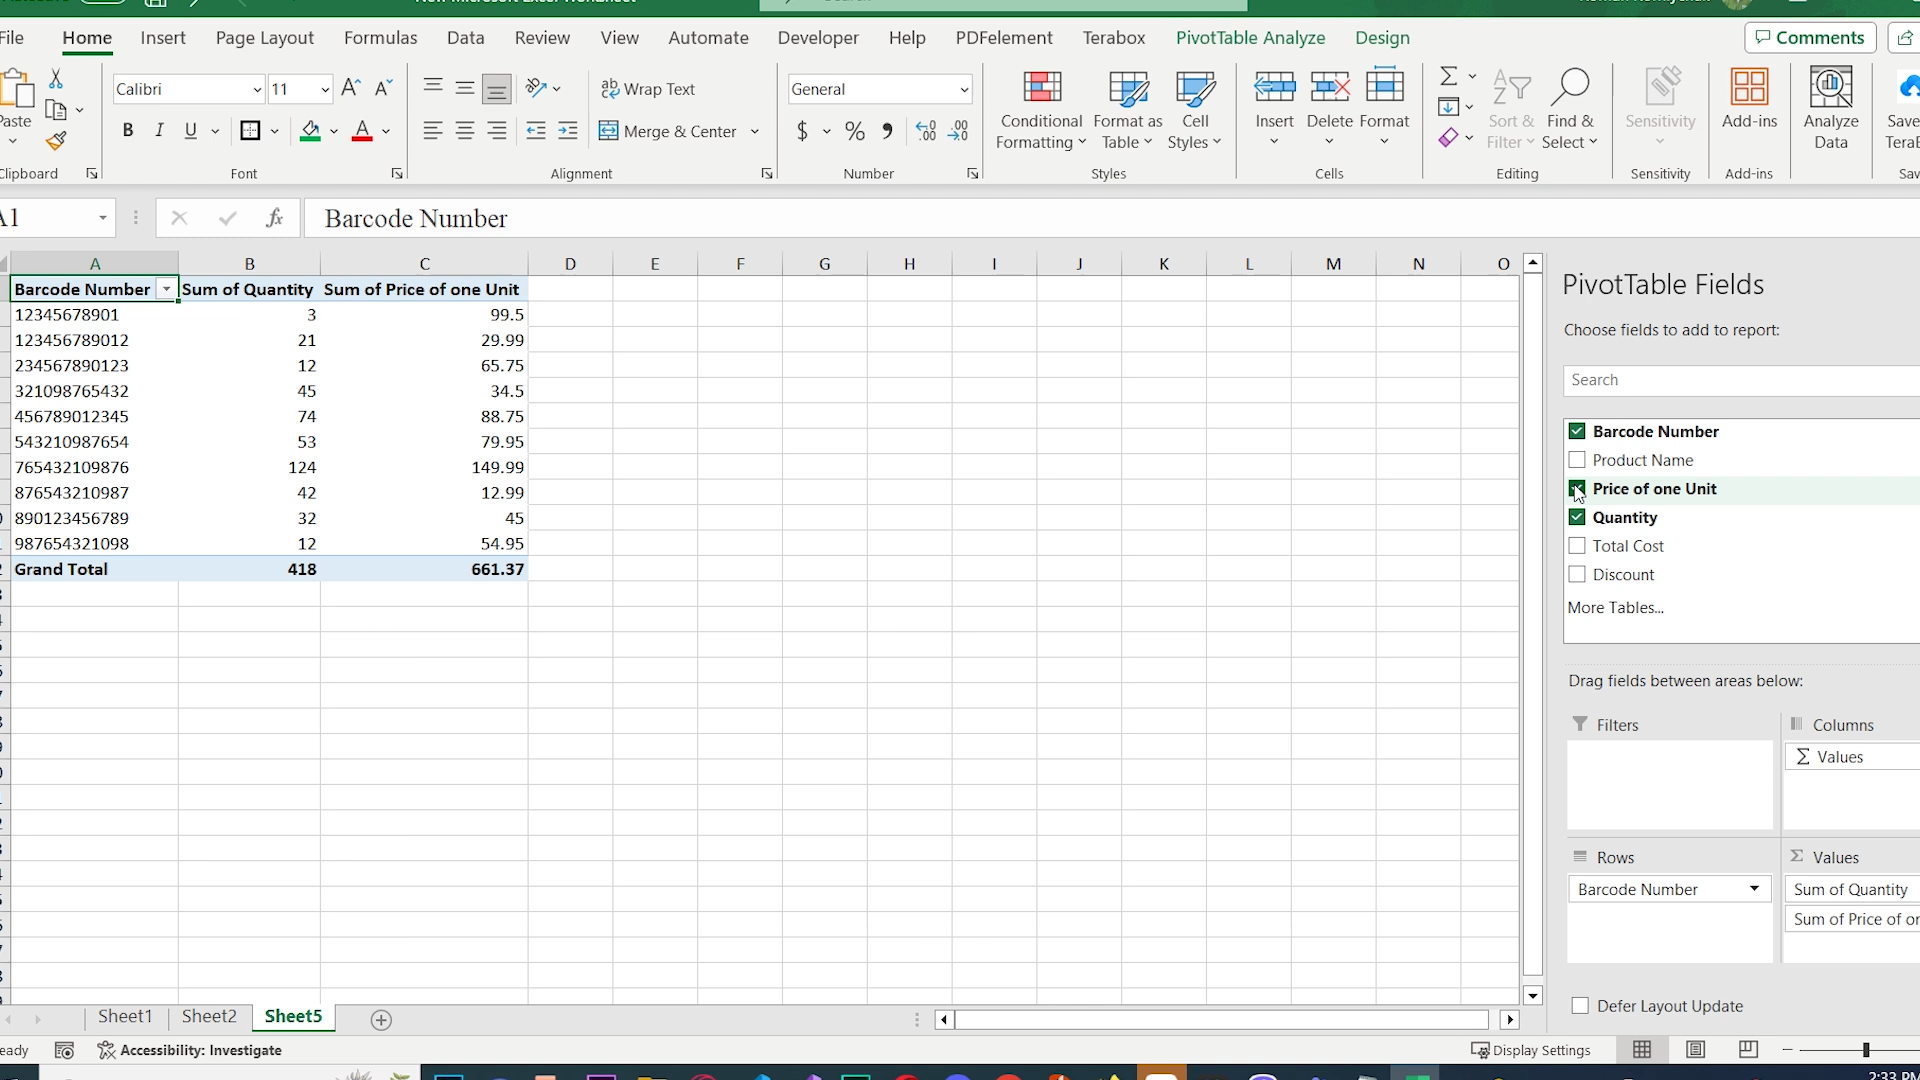 File Home Insert Page Layout Formulas Data Review View Automate Developer Help PDFelement Terabox PivotTable Analyze Design Comments
Calibri 11 Wrap Text General
Paste Merge & Center Conditional Formatting Format as Table Cell Styles Insert Delete Format Sort & Filter Find & Select Sensitivity Add-ins Analyze Data Save
Clipboard Font Alignment Number Styles Cells Editing Sensitivity Add-ins
A1 fx Barcode Number
A B C D E F G H I J K L M N O
Barcode Number Sum of Quantity Sum of Price of one Unit
12345678901 3 99.5
123456789012 21 29.99
234567890123 12 65.75
321098765432 45 34.5
456789012345 74 88.75
543210987654 53 79.95
765432109876 124 149.99
876543210987 42 12.99
890123456789 32 45
987654321098 12 54.95
Grand Total 418 661.37
PivotTable Fields
Choose fields to add to report:
Search
Barcode Number
Product Name
Price of one Unit
Quantity
Total Cost
Discount
More Tables...
Drag fields between areas below:
Filters Columns
Σ Values
Rows Σ Values
Barcode Number Sum of Quantity
Sum of Price of
Defer Layout Update
Sheet1 Sheet2 Sheet5
Accessibility: Investigate Display Settings
2:33 PM